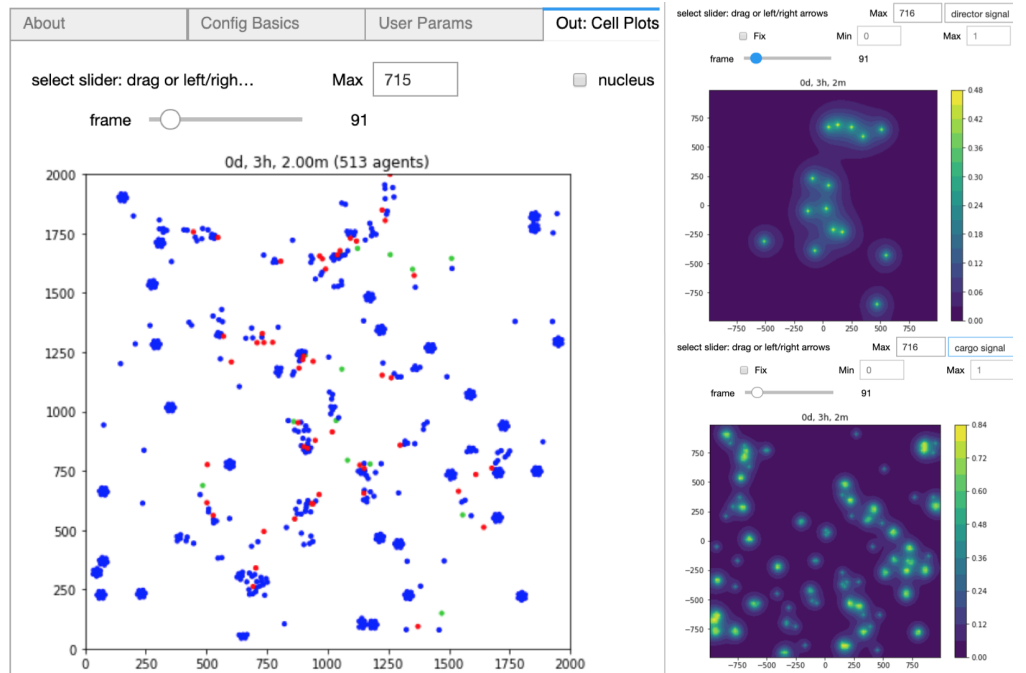 About Config Basics User Params Out: Cell Plots
select slider: drag or left/righ... Max 715 nucleus
frame 91
0d, 3h, 2.00m (513 agents)
2000
1750
1500
1250
1000
750
500
250
0
0 250 500 750 1000 1250 1500 1750 2000
select slider: drag or left/right arrows Max 716 director signal
Fix Min 0 Max 1
frame 91
0d, 3h, 2m
750
500
250
0
−250
−500
−750
−750 −500 −250 0 250 500 750
0.48
0.42
0.36
0.30
0.24
0.18
0.12
0.06
0.00
select slider: drag or left/right arrows Max 716 cargo signal
Fix Min 0 Max 1
frame 91
0d, 3h, 2m
750
500
250
0
−250
−500
−750
−750 −500 −250 0 250 500 750
0.84
0.72
0.60
0.48
0.36
0.24
0.12
0.00